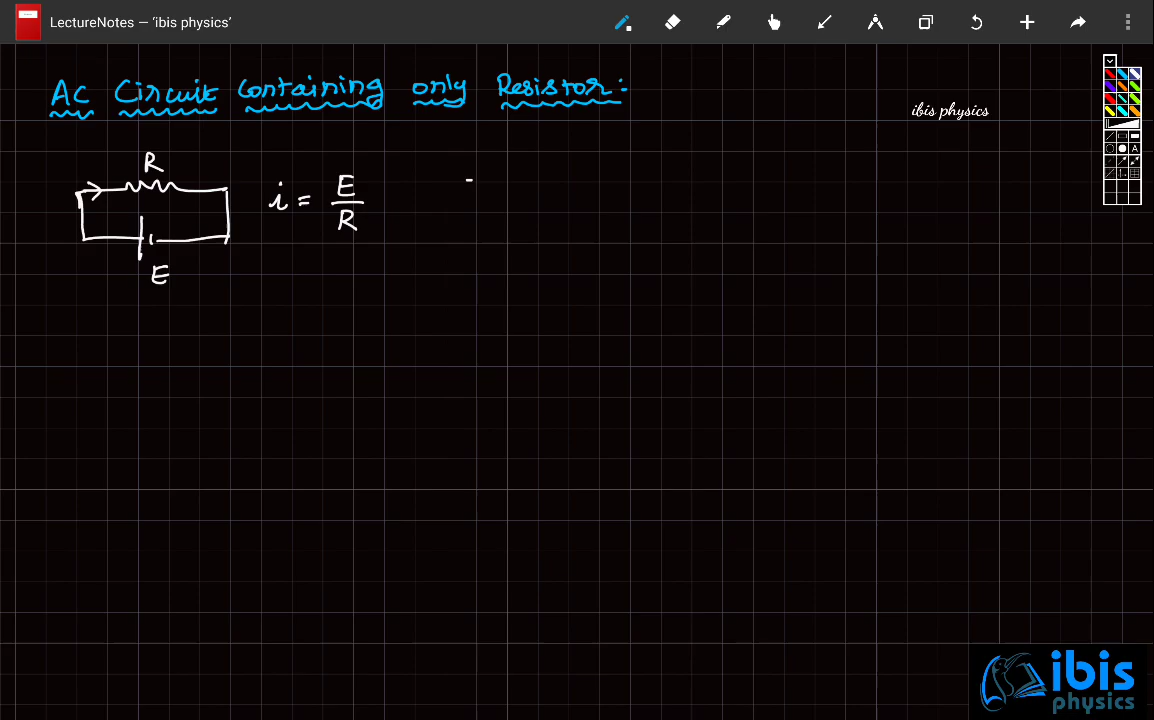 LectureNotes — ‘ibis physics’
AC Circuit Containing only Resistor:
ibis physics
R
i = E/R
E
A
ibis
physics